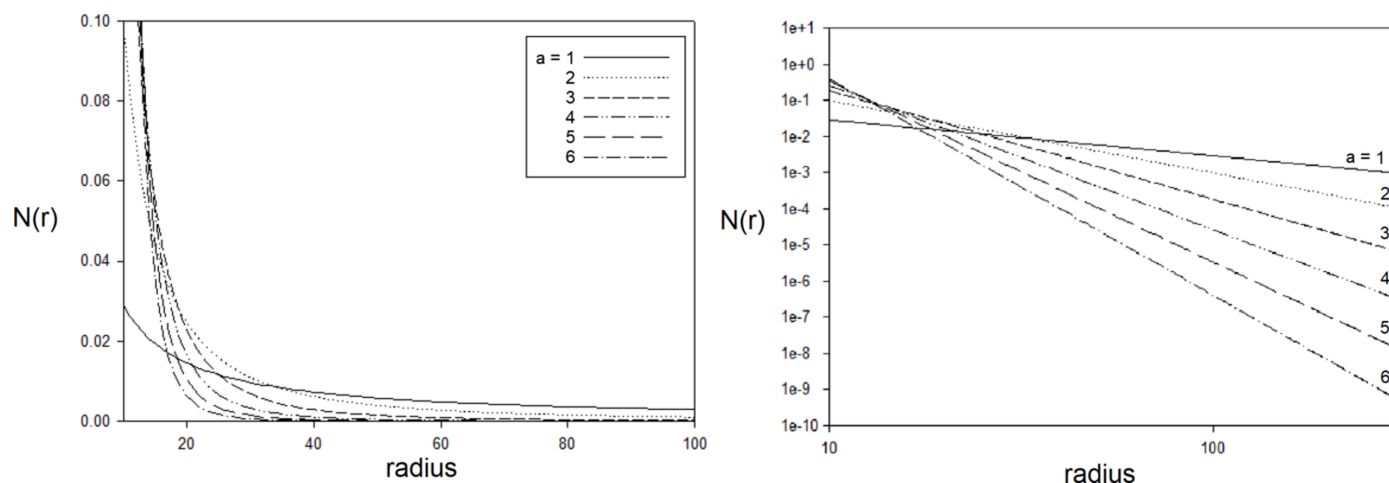 0.10
0.08
0.06
0.04
0.02
0.00
N(r)
20
40
60
80
100
radius
a = 1
2
3
4
5
6
1e+1
1e+0
1e-1
1e-2
1e-3
1e-4
1e-5
1e-6
1e-7
1e-8
1e-9
1e-10
N(r)
10
100
radius
a = 1
2
3
4
5
6